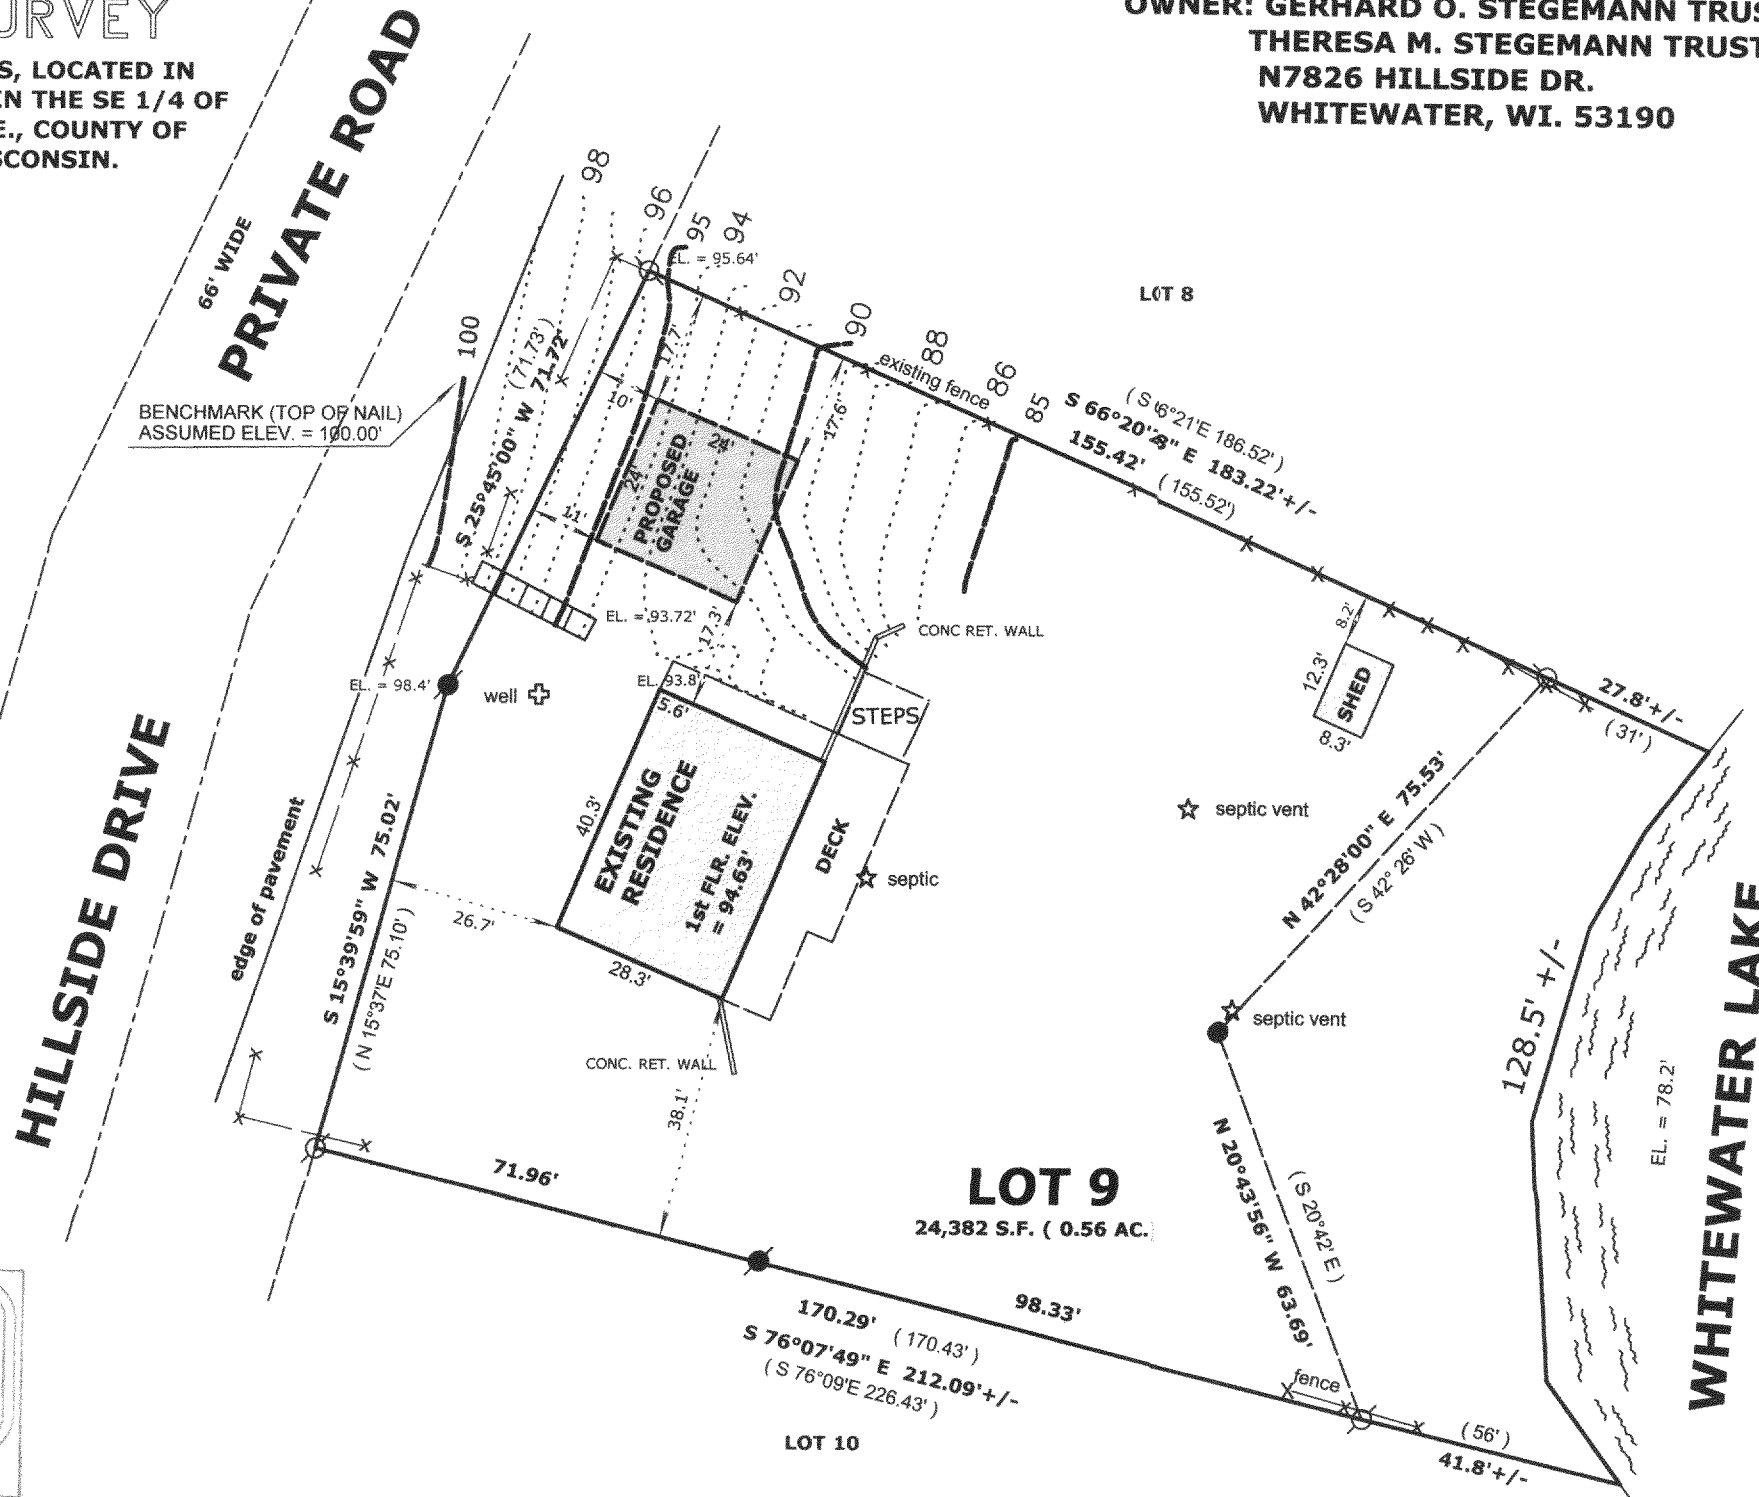 URVEY
S, LOCATED IN
IN THE SE 1/4 OF
E., COUNTY OF
SCONSIN.
OWNER: GERHARD O. STEGEMANN TRUS
THERESA M. STEGEMANN TRUST
N7826 HILLSIDE DR.
WHITEWATER, WI. 53190
66' WIDE
PRIVATE ROAD
HILLSIDE DRIVE
BENCHMARK (TOP OF NAIL)
ASSUMED ELEV. = 100.00'
100
98
96
95
94
92
90
88
86
85
EL. = 95.64'
LOT 8
existing fence
S 25°45'00" W 71.72'
( 71.73' )
17.7'
10'
11'
24'
24'
PROPOSED
GARAGE
17.6'
17.3'
( S 66°21'E 186.52' )
S 66°20' E 183.22'+/-
155.42'
( 155.52')
EL. = 93.72'
EL. 93.8'
EL. = 98.4'
well
CONC RET. WALL
STEPS
5.6'
40.3'
EXISTING
RESIDENCE
1st FLR. ELEV.
= 94.63'
28.3'
DECK
septic
septic vent
septic vent
8.2'
12.3'
SHED
8.3'
27.8'+/-
( 31' )
N 42°28'00" E 75.53'
( S 42° 26' W )
edge of pavement
S 15°39'59" W 75.02'
( N 15°37'E 75.10' )
26.7'
CONC. RET. WALL
38.1'
71.96'
LOT 9
24,382 S.F. ( 0.56 AC.
N 20°43'56" W 63.69'
( S 20°42' E )
128.5' +/-
EL. = 78.2'
WHITEWATER LAKE
98.33'
170.29' ( 170.43' )
S 76°07'49" E 212.09'+/-
( S 76°09'E 226.43' )
LOT 10
fence
( 56' )
41.8'+/-